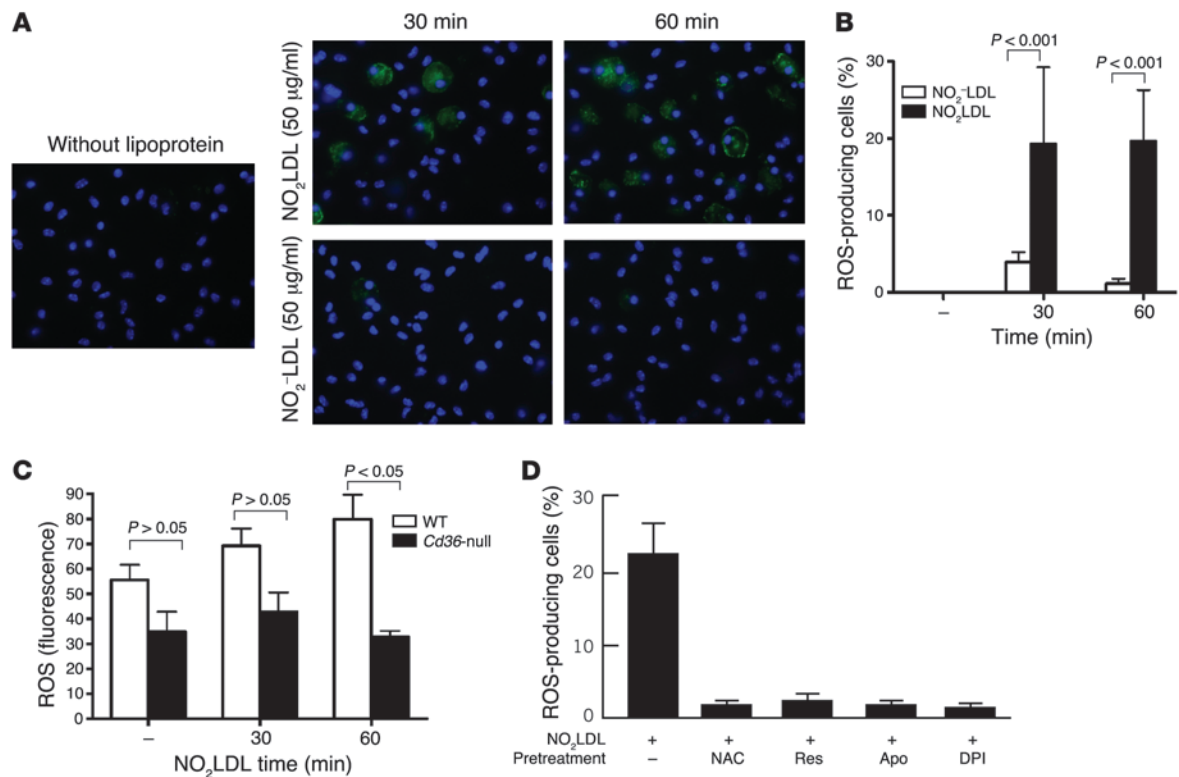 A
30 min
60 min
Without lipoprotein
NO₂LDL (50 μg/ml)
NO₂⁻LDL (50 μg/ml)
B
P < 0.001
P < 0.001
NO₂⁻LDL
NO₂LDL
ROS-producing cells (%)
30
20
10
0
– 30 60
Time (min)
C
P > 0.05
P > 0.05
P < 0.05
WT
Cd36-null
ROS (fluorescence)
90
80
70
60
50
40
30
20
10
0
– 30 60
NO₂LDL time (min)
D
ROS-producing cells (%)
30
20
10
0
NO₂LDL + + + + +
Pretreatment – NAC Res Apo DPI